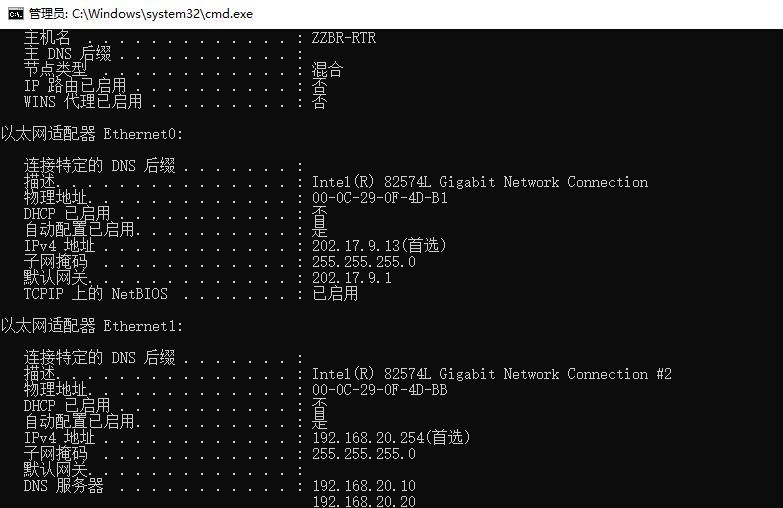 管理员: C:\Windows\system32\cmd.exe
主机名 . . . . . . . . . . . . . : ZZBR-RTR
主 DNS 后缀 . . . . . . . . . . . :
节点类型 . . . . . . . . . . . . : 混合
IP 路由已启用 . . . . . . . . . . : 否
WINS 代理已启用 . . . . . . . . . : 否
以太网适配器 Ethernet0:
连接特定的 DNS 后缀 . . . . . . . :
描述. . . . . . . . . . . . . . . : Intel(R) 82574L Gigabit Network Connection
物理地址. . . . . . . . . . . . . : 00-0C-29-0F-4D-B1
DHCP 已启用 . . . . . . . . . . . : 否
自动配置已启用. . . . . . . . . . : 是
IPv4 地址 . . . . . . . . . . . . : 202.17.9.13(首选)
子网掩码 . . . . . . . . . . . . : 255.255.255.0
默认网关. . . . . . . . . . . . . : 202.17.9.1
TCPIP 上的 NetBIOS . . . . . . . : 已启用
以太网适配器 Ethernet1:
连接特定的 DNS 后缀 . . . . . . . :
描述. . . . . . . . . . . . . . . : Intel(R) 82574L Gigabit Network Connection #2
物理地址. . . . . . . . . . . . . : 00-0C-29-0F-4D-BB
DHCP 已启用 . . . . . . . . . . . : 否
自动配置已启用. . . . . . . . . . : 是
IPv4 地址 . . . . . . . . . . . . : 192.168.20.254(首选)
子网掩码 . . . . . . . . . . . . : 255.255.255.0
默认网关. . . . . . . . . . . . . :
DNS 服务器 . . . . . . . . . . . : 192.168.20.10
192.168.20.20